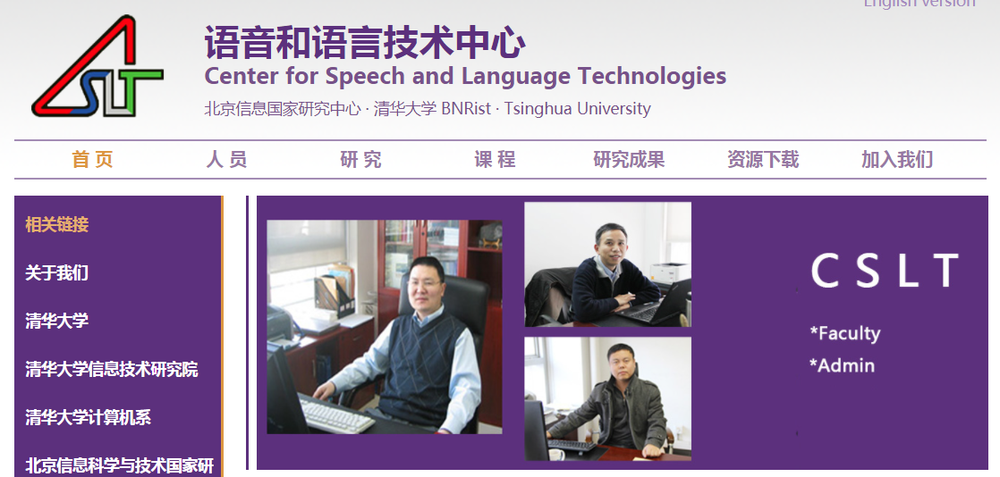 English version
SLT
语音和语言技术中心
Center for Speech and Language Technologies
北京信息国家研究中心 · 清华大学 BNRist · Tsinghua University
首 页 人 员 研 究 课 程 研究成果 资源下载 加入我们
相关链接
关于我们
清华大学
清华大学信息技术研究院
清华大学计算机系
北京信息科学与技术国家研
C S L T
*Faculty
*Admin